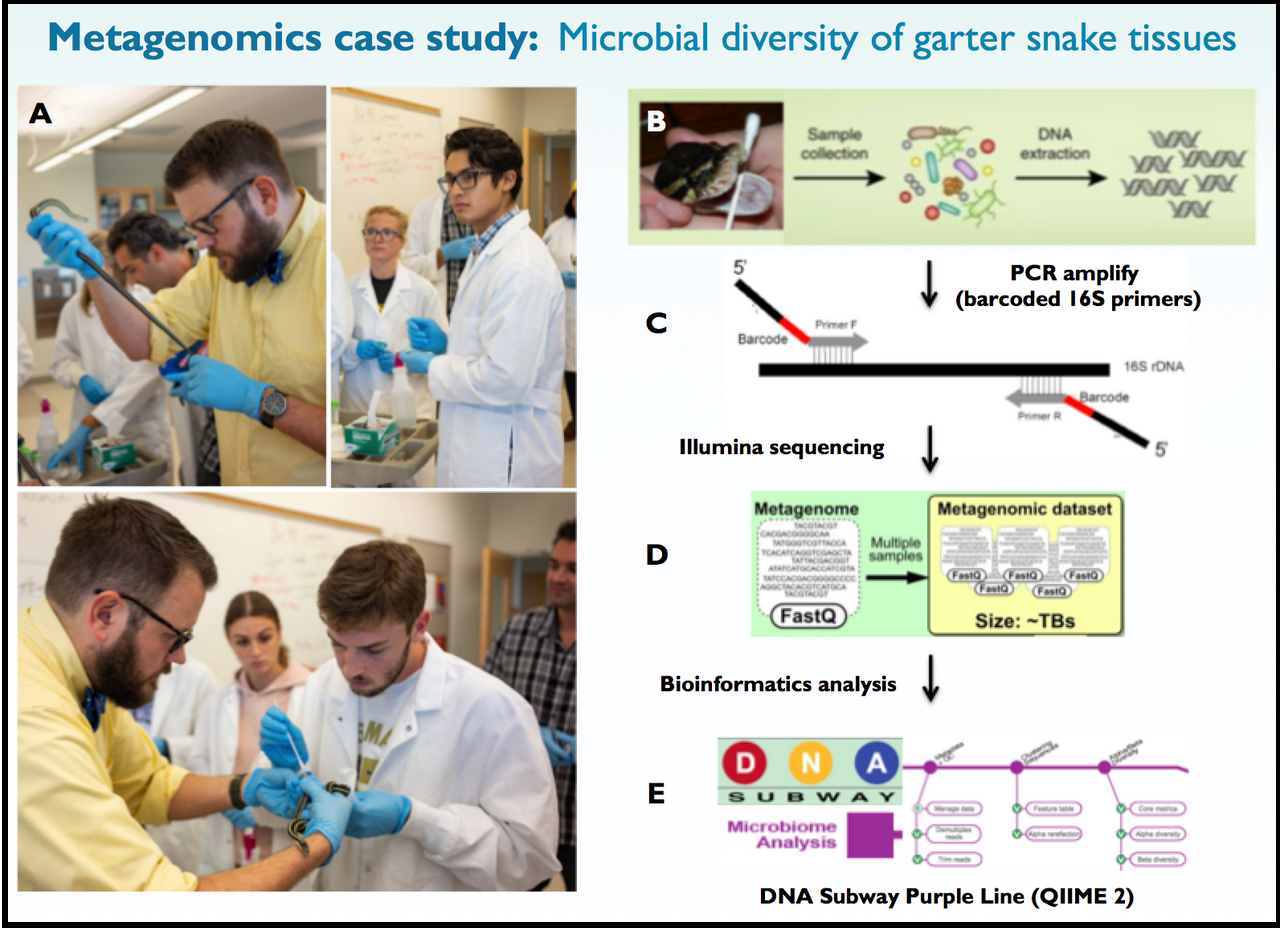 Metagenomics case study: Microbial diversity of garter snake tissues
A
B
Sample
collection
DNA
extraction
PCR amplify
(barcoded 16S primers)
C
5'
Barcode
Primer F
16S rDNA
Primer R
Barcode
5'
Illumina sequencing
D
Metagenome
TACGTACGT
CACGACGGGGCAA
TATGGGTCGTTACCA
TCACATCAGGTCGAGCTA
TATTACGACGGT
ATATCATGCACCATCGTA
TATCCACGACGGGGCCCC
AGGCTACACGTCATGCA
TACGTACGT
FastQ
Multiple
samples
Metagenomic dataset
FastQ
FastQ
FastQ
FastQ
FastQ
Size: ~TBs
Bioinformatics analysis
E
D N A
SUBWAY
Microbiome
Analysis
Metadata
+ QC
Clustering
Sequences
Alpha/Beta
Diversity
Manage data
Demultiplex
reads
Trim reads
Feature table
Alpha rarefaction
Core metrics
Alpha diversity
Beta diversity
DNA Subway Purple Line (QIIME 2)